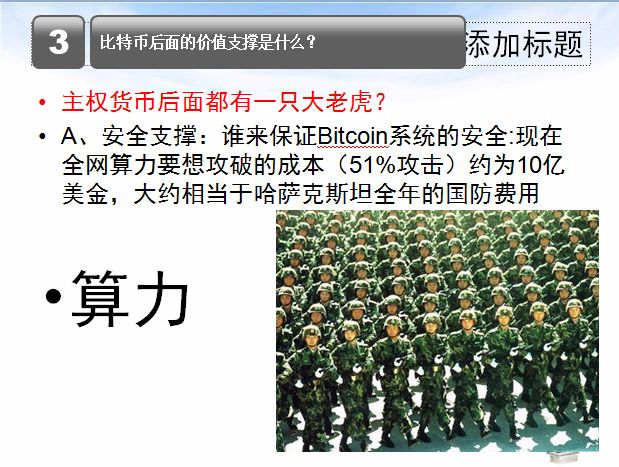 3
比特币后面的价值支撑是什么？
添加标题
• 主权货币后面都有一只大老虎？
• A、安全支撑：谁来保证Bitcoin系统的安全:现在
全网算力要想攻破的成本（51%攻击）约为10亿
美金，大约相当于哈萨克斯坦全年的国防费用
• 算力